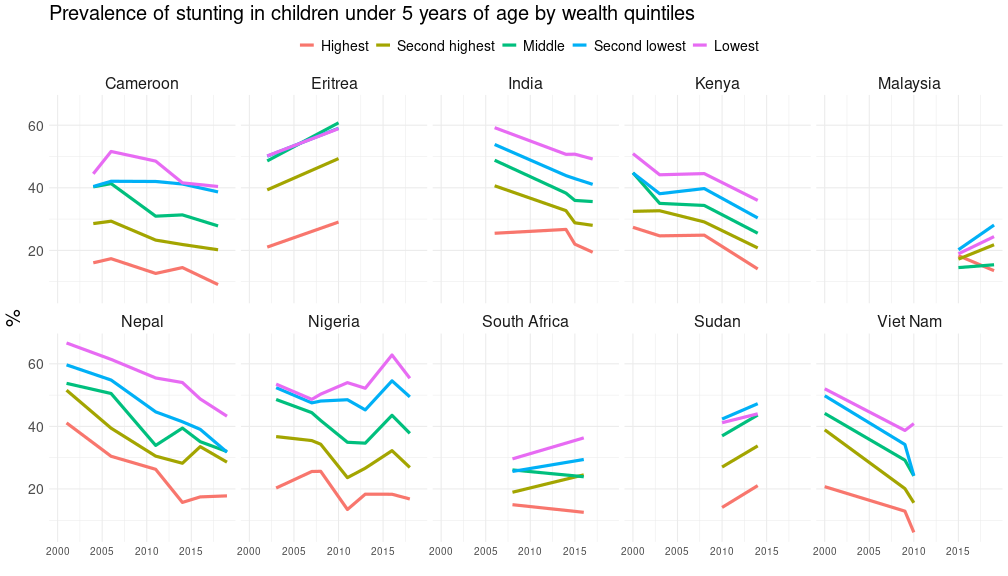 Prevalence of stunting in children under 5 years of age by wealth quintiles
Highest Second highest Middle Second lowest Lowest
Cameroon Eritrea India Kenya Malaysia
60
40
20
%
Nepal Nigeria South Africa Sudan Viet Nam
60
40
20
2000 2005 2010 2015 2000 2005 2010 2015 2000 2005 2010 2015 2000 2005 2010 2015 2000 2005 2010 2015